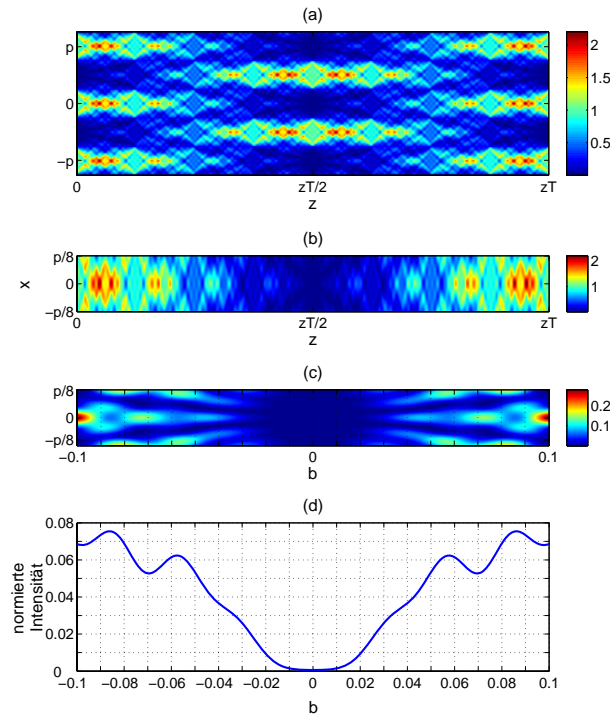 (a)
p
0
−p
0
zT/2
zT
z
2
1.5
1
0.5
(b)
x
p/8
0
−p/8
0
zT/2
zT
z
2
1
(c)
p/8
0
−p/8
−0.1
0
0.1
b
0.2
0.1
(d)
normierte
Intensität
0.08
0.06
0.04
0.02
0
−0.1
−0.08
−0.06
−0.04
−0.02
0
0.02
0.04
0.06
0.08
0.1
b